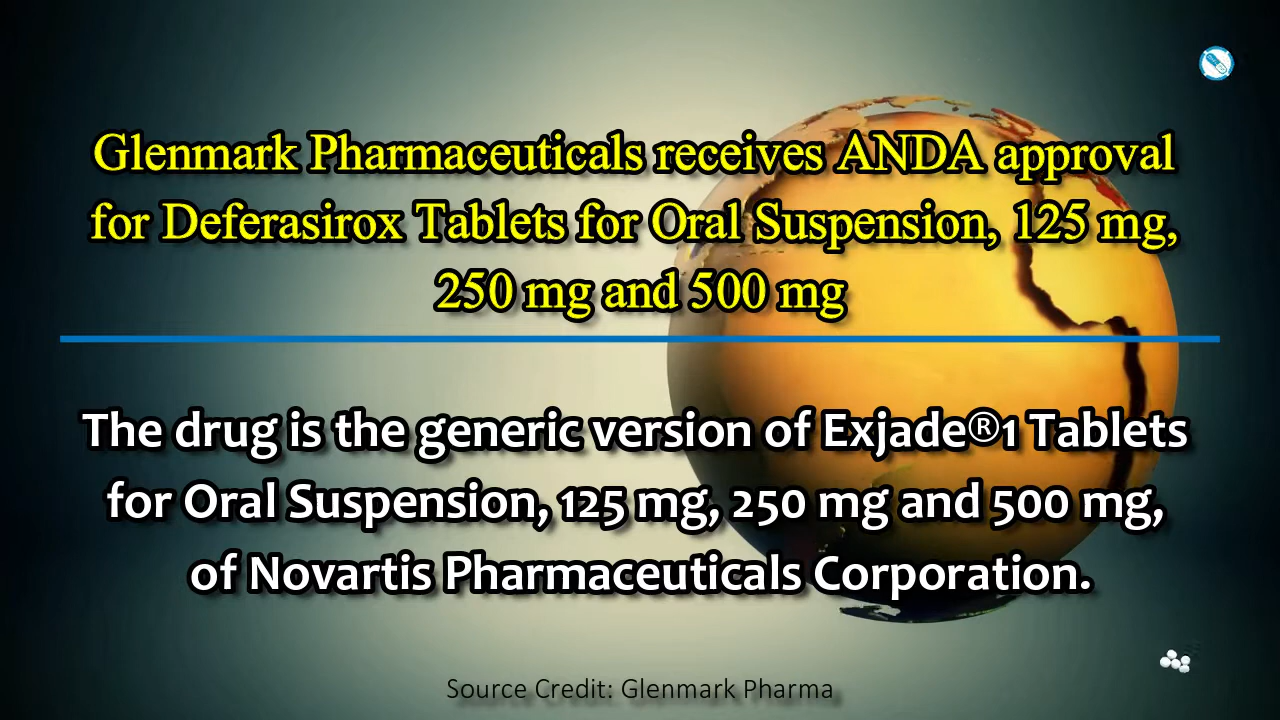 Glenmark Pharmaceuticals receives ANDA approval
for Deferasirox Tablets for Oral Suspension, 125 mg,
250 mg and 500 mg
The drug is the generic version of Exjade®1 Tablets
for Oral Suspension, 125 mg, 250 mg and 500 mg,
of Novartis Pharmaceuticals Corporation.
Source Credit: Glenmark Pharma